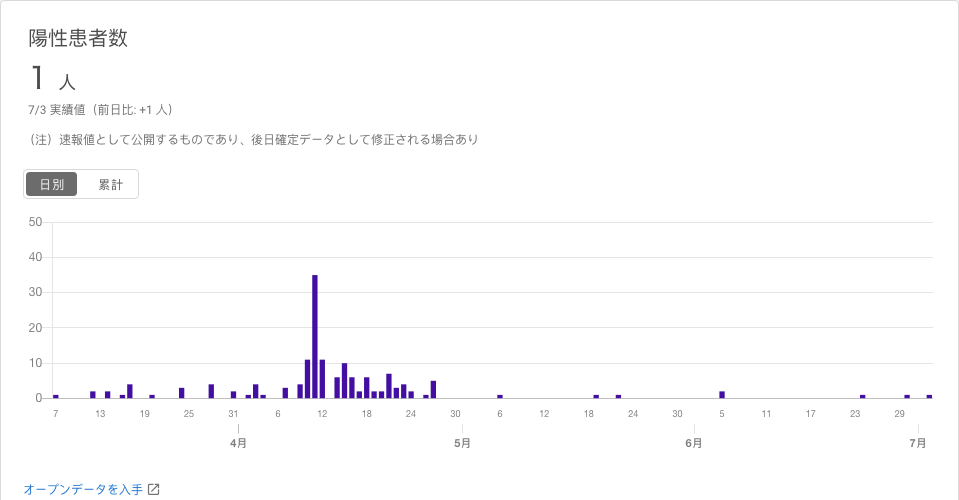 陽性患者数
1 人
7/3 実績値（前日比: +1 人）
（注）速報値として公開するものであり、後日確定データとして修正される場合あり
日別 累計
50
40
30
20
10
0
7 13 19 25 31 6 12 18 24 30 6 12 18 24 30 5 11 17 23 29
4月 5月 6月 7月
オープンデータを入手